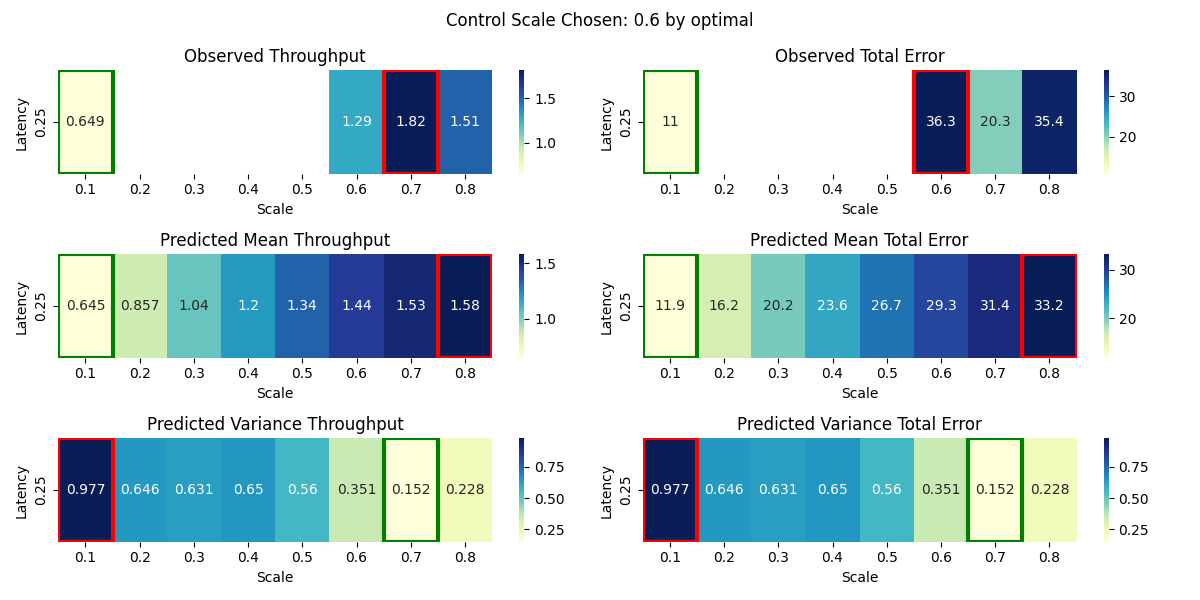 Control Scale Chosen: 0.6 by optimal
Observed Throughput
Latency
0.25
0.649
1.29
1.82
1.51
0.1 0.2 0.3 0.4 0.5 0.6 0.7 0.8
Scale
1.5
1.0
Observed Total Error
Latency
0.25
11
36.3
20.3
35.4
0.1 0.2 0.3 0.4 0.5 0.6 0.7 0.8
Scale
30
20
Predicted Mean Throughput
Latency
0.25
0.645 0.857 1.04 1.2 1.34 1.44 1.53 1.58
0.1 0.2 0.3 0.4 0.5 0.6 0.7 0.8
Scale
1.5
1.0
Predicted Mean Total Error
Latency
0.25
11.9 16.2 20.2 23.6 26.7 29.3 31.4 33.2
0.1 0.2 0.3 0.4 0.5 0.6 0.7 0.8
Scale
30
20
Predicted Variance Throughput
Latency
0.25
0.977 0.646 0.631 0.65 0.56 0.351 0.152 0.228
0.1 0.2 0.3 0.4 0.5 0.6 0.7 0.8
Scale
0.75
0.50
0.25
Predicted Variance Total Error
Latency
0.25
0.977 0.646 0.631 0.65 0.56 0.351 0.152 0.228
0.1 0.2 0.3 0.4 0.5 0.6 0.7 0.8
Scale
0.75
0.50
0.25